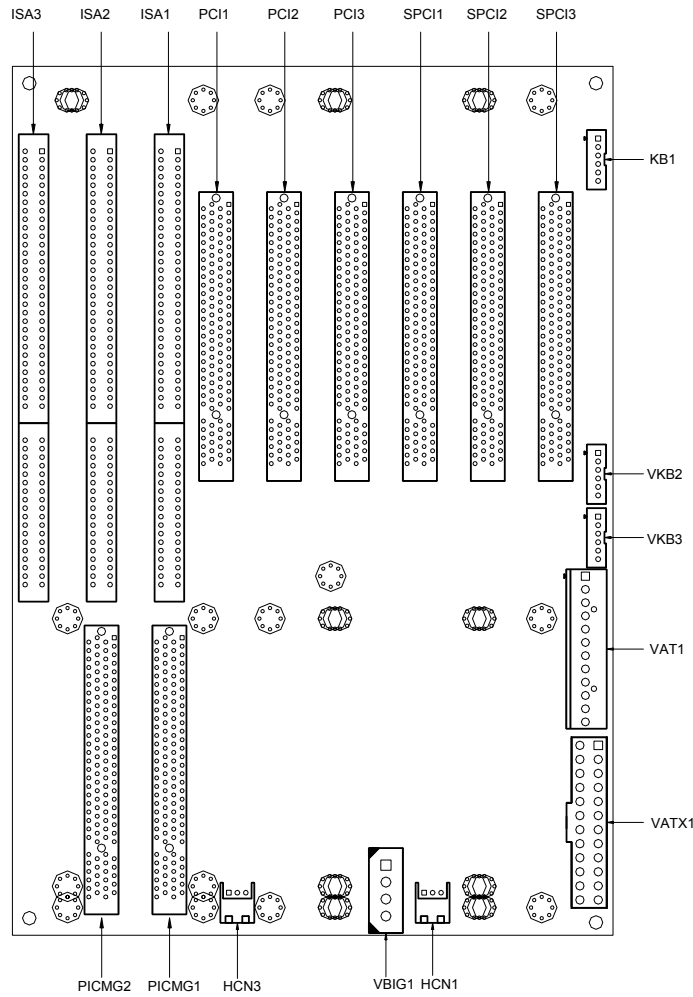 ISA3 ISA2 ISA1 PCI1 PCI2 PCI3 SPCI1 SPCI2 SPCI3
KB1
VKB2
VKB3
VAT1
VATX1
PICMG2 PICMG1 HCN3 VBIG1 HCN1